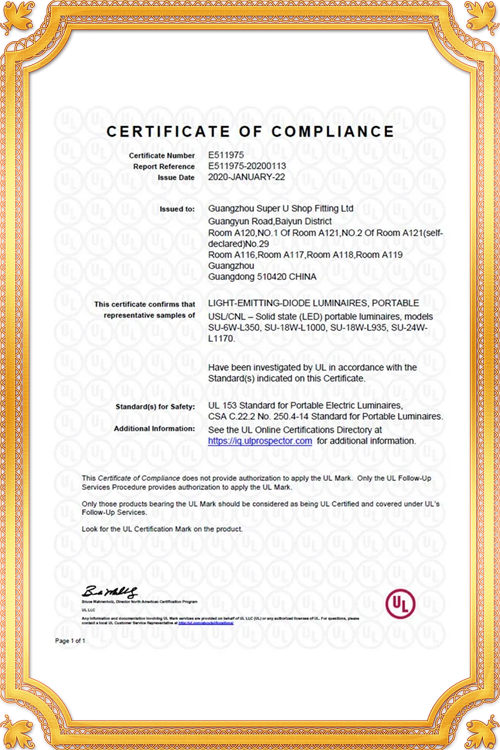 CERTIFICATE OF COMPLIANCE
Certificate Number E511975
Report Reference E511975-20200113
Issue Date 2020-JANUARY-22
Issued to: Guangzhou Super U Shop Fitting Ltd
Guangyun Road,Baiyun District
Room A120,NO.1 Of Room A121,NO.2 Of Room A121(self-
declared)No.29
Room A116,Room A117,Room A118,Room A119
Guangzhou
Guangdong 510420 CHINA
This certificate confirms that LIGHT-EMITTING-DIODE LUMINAIRES, PORTABLE
representative samples of USL/CNL – Solid state (LED) portable luminaires, models
SU-6W-L350, SU-18W-L1000, SU-18W-L935, SU-24W-
L1170.
Have been investigated by UL in accordance with the
Standard(s) indicated on this Certificate.
Standard(s) for Safety: UL 153 Standard for Portable Electric Luminaires,
CSA C.22.2 No. 250.4-14 Standard for Portable Luminaires.
Additional Information: See the UL Online Certifications Directory at
https://iq.ulprospector.com for additional information.
This Certificate of Compliance does not provide authorization to apply the UL Mark. Only the UL Follow-Up
Services Procedure provides authorization to apply the UL Mark.
Only those products bearing the UL Mark should be considered as being UL Certified and covered under UL's
Follow-Up Services.
Look for the UL Certification Mark on the product.
Bruce Mahrenholz, Director North American Certification Program
UL LLC
Any information and documentation involving UL Mark services are provided on behalf of UL LLC (UL) or any authorized licensee of UL. For questions, please
contact a local UL Customer Service Representative at
UL
Page 1 of 1